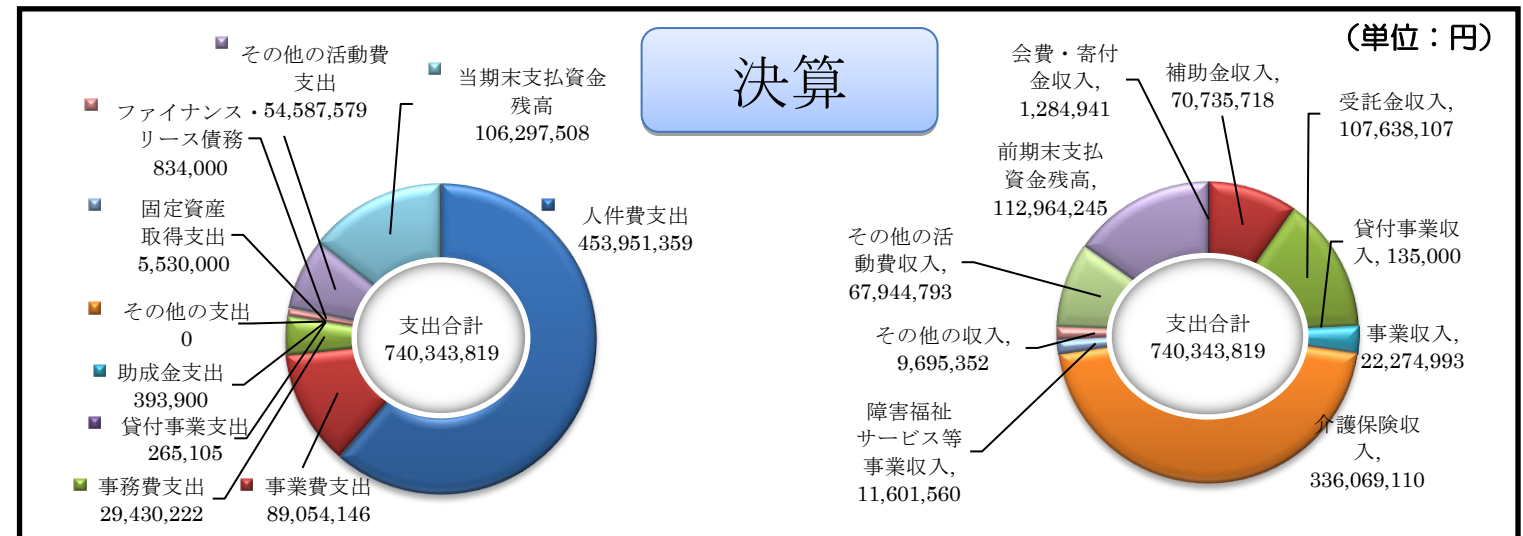 決算
(単位：円)
その他の活動費
支出
54,587,579
当期末支払資金
残高
106,297,508
ファイナンス・
リース債務
834,000
固定資産
取得支出
5,530,000
その他の支出
0
助成金支出
393,900
貸付事業支出
265,105
事務費支出
29,430,222
事業費支出
89,054,146
人件費支出
453,951,359
支出合計
740,343,819
会費・寄付
金収入,
1,284,941
補助金収入,
70,735,718
受託金収入,
107,638,107
貸付事業収
入, 135,000
事業収入,
22,274,993
介護保険収
入,
336,069,110
障害福祉
サービス等
事業収入,
11,601,560
その他の収入,
9,695,352
その他の活
動費収入,
67,944,793
前期末支払
資金残高,
112,964,245
支出合計
740,343,819